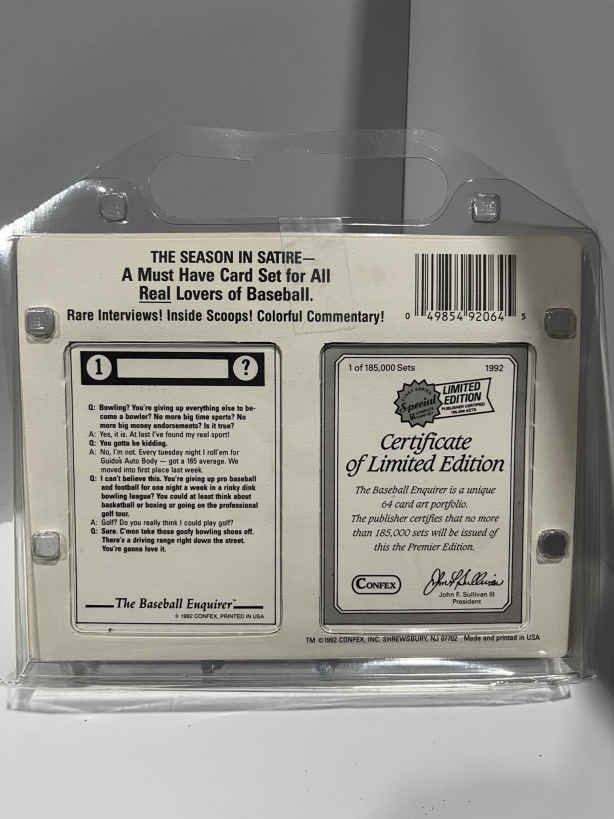 THE SEASON IN SATIRE—
A Must Have Card Set for All
Real Lovers of Baseball.
Rare Interviews! Inside Scoops! Colorful Commentary!
0 49854 92064 5
1 ?
Q: Bowling? You're giving up everything else to be-
come a bowler? No more big time sports? No
more big money endorsements? Is it true?
A: Yes, it is. At last I've found my real sport!
Q: You gotta be kidding.
A: No, I'm not. Every tuesday night I roll'em for
Guido's Auto Body — got a 165 average. We
moved into first place last week.
Q: I can't believe this. You're giving up pro baseball
and football for one night a week in a rinky dink
bowling league? You could at least think about
basketball or boxing or going on the professional
golf tour.
A: Golf? Do you really think I could play golf?
Q: Sure. C'mon take those goofy bowling shoes off.
There's a driving range right down the street.
You're gonna love it.
The Baseball Enquirer™
© 1992 CONFEX, PRINTED IN USA
1 of 185,000 Sets 1992
Special
LIMITED
EDITION
PUBLISHER CERTIFIED
185,000 SETS
Certificate
of Limited Edition
The Baseball Enquirer is a unique
64 card art portfolio.
The publisher certifies that no more
than 185,000 sets will be issued of
this the Premier Edition.
CONFEX
John F. Sullivan III
President
TM © 1992 CONFEX, INC. SHREWSBURY, NJ 07702 Made and printed in USA